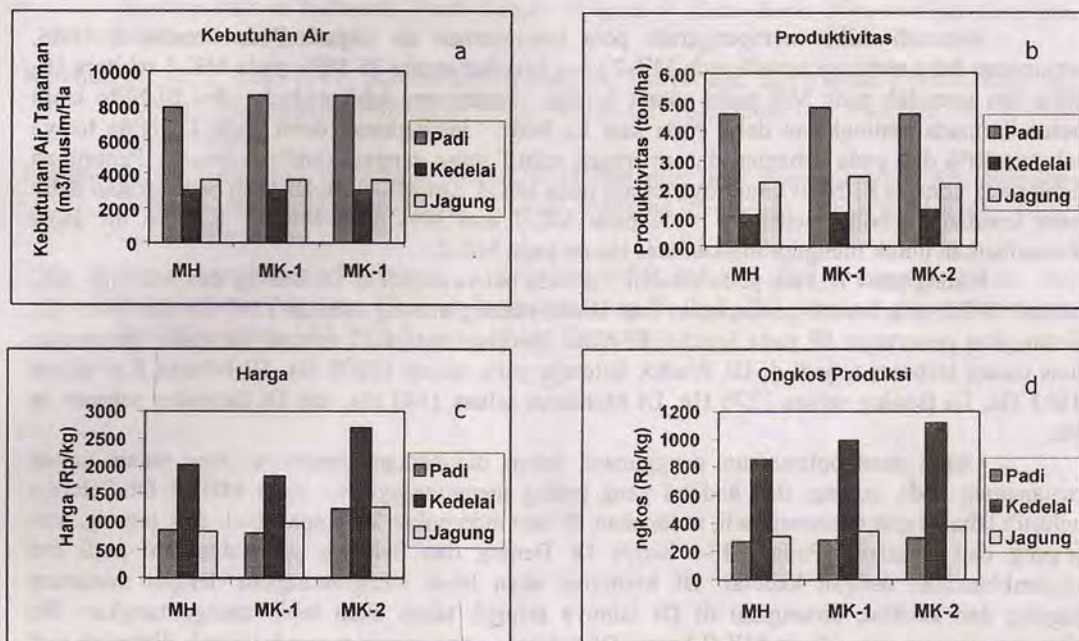 Kebutuhan Air
a
Kebutuhan Air Tanaman
(m3/musim/Ha)
10000
8000
6000
4000
2000
0
MH
MK-1
MK-1
Padi
Kedelai
Jagung
Produktivitas
b
Produktivitas (ton/ha)
6.00
5.00
4.00
3.00
2.00
1.00
0.00
MH
MK-1
MK-2
Padi
Kedelai
Jagung
Harga
c
Harga (Rp/kg)
3000
2500
2000
1500
1000
500
0
MH
MK-1
MK-2
Padi
Kedelai
Jagung
Ongkos Produksi
d
ngkos (Rp/kg)
1200
1000
800
600
400
200
0
MH
MK-1
MK-2
Padi
Kedelai
Jagung